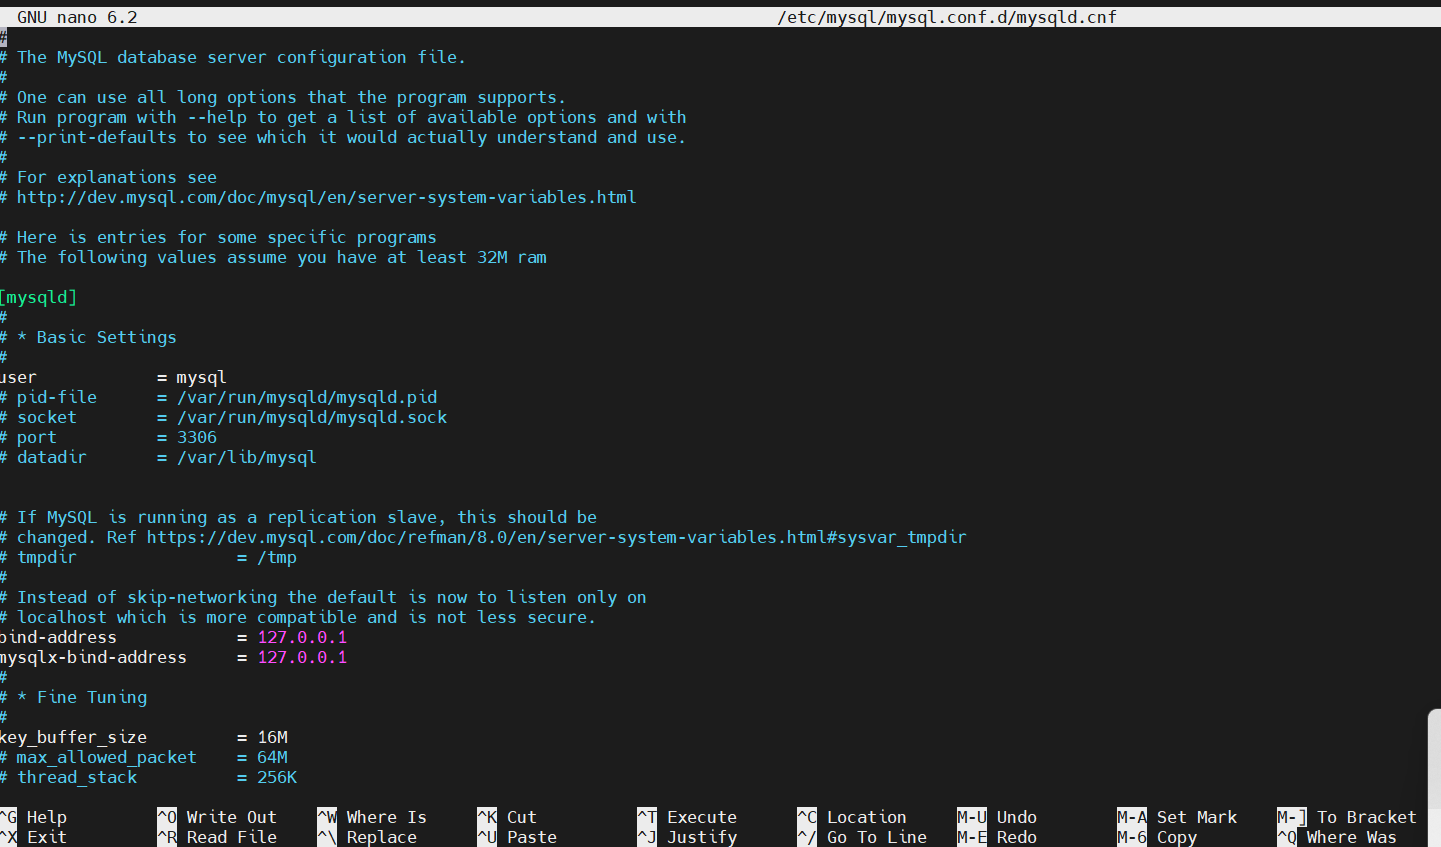 GNU nano 6.2 /etc/mysql/mysql.conf.d/mysqld.cnf
#
# The MySQL database server configuration file.
#
# One can use all long options that the program supports.
# Run program with --help to get a list of available options and with
# --print-defaults to see which it would actually understand and use.
#
# For explanations see
# http://dev.mysql.com/doc/mysql/en/server-system-variables.html
# Here is entries for some specific programs
# The following values assume you have at least 32M ram
[mysqld]
#
# * Basic Settings
#
user = mysql
# pid-file = /var/run/mysqld/mysqld.pid
# socket = /var/run/mysqld/mysqld.sock
# port = 3306
# datadir = /var/lib/mysql
# If MySQL is running as a replication slave, this should be
# changed. Ref https://dev.mysql.com/doc/refman/8.0/en/server-system-variables.html#sysvar_tmpdir
# tmpdir = /tmp
#
# Instead of skip-networking the default is now to listen only on
# localhost which is more compatible and is not less secure.
bind-address = 127.0.0.1
mysqlx-bind-address = 127.0.0.1
#
# * Fine Tuning
#
key_buffer_size = 16M
# max_allowed_packet = 64M
# thread_stack = 256K
^G Help ^O Write Out ^W Where Is ^K Cut ^T Execute ^C Location M-U Undo M-A Set Mark M-] To Bracket
^X Exit ^R Read File ^\ Replace ^U Paste ^J Justify ^/ Go To Line M-E Redo M-6 Copy ^Q Where Was